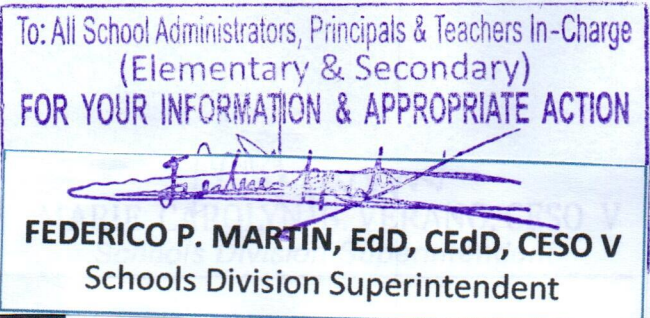 To: All School Administrators, Principals & Teachers In-Charge
(Elementary & Secondary)
FOR YOUR INFORMATION & APPROPRIATE ACTION
FEDERICO P. MARTIN, EdD, CEdD, CESO V
Schools Division Superintendent